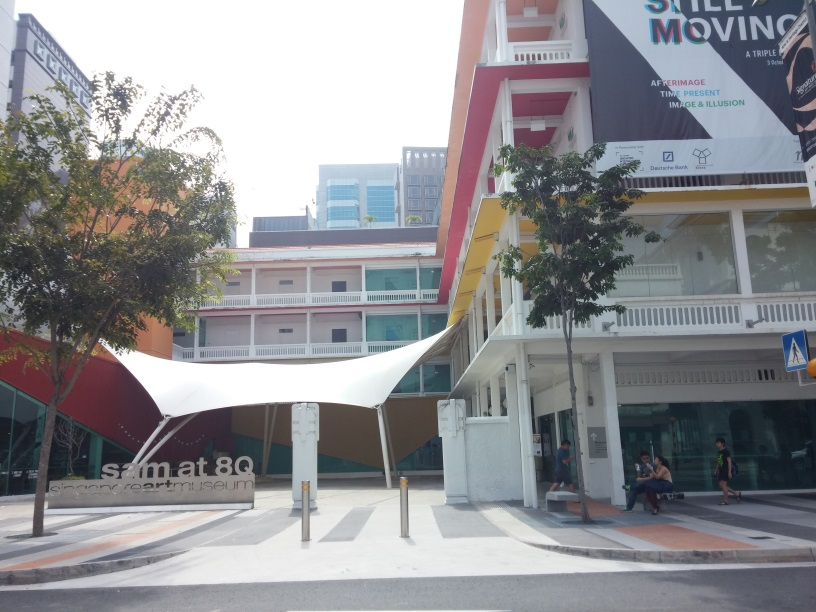 STILL
MOVING
A TRIPLE
AFTERIMAGE
TIME PRESENT
IMAGE & ILLUSION
Deutsche Bank
sam at 8Q
singaporeartmuseum